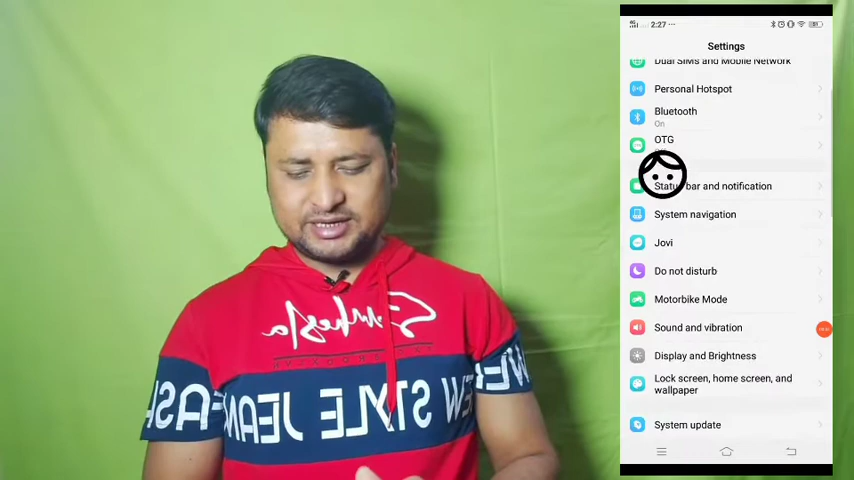 2:27 ...
Settings
Dual SIMs and Mobile Network
Personal Hotspot
Bluetooth
On
OTG
Status bar and notification
System navigation
Jovi
Do not disturb
Motorbike Mode
Sound and vibration
Display and Brightness
Lock screen, home screen, and
wallpaper
System update
NEW STYLE JEANS